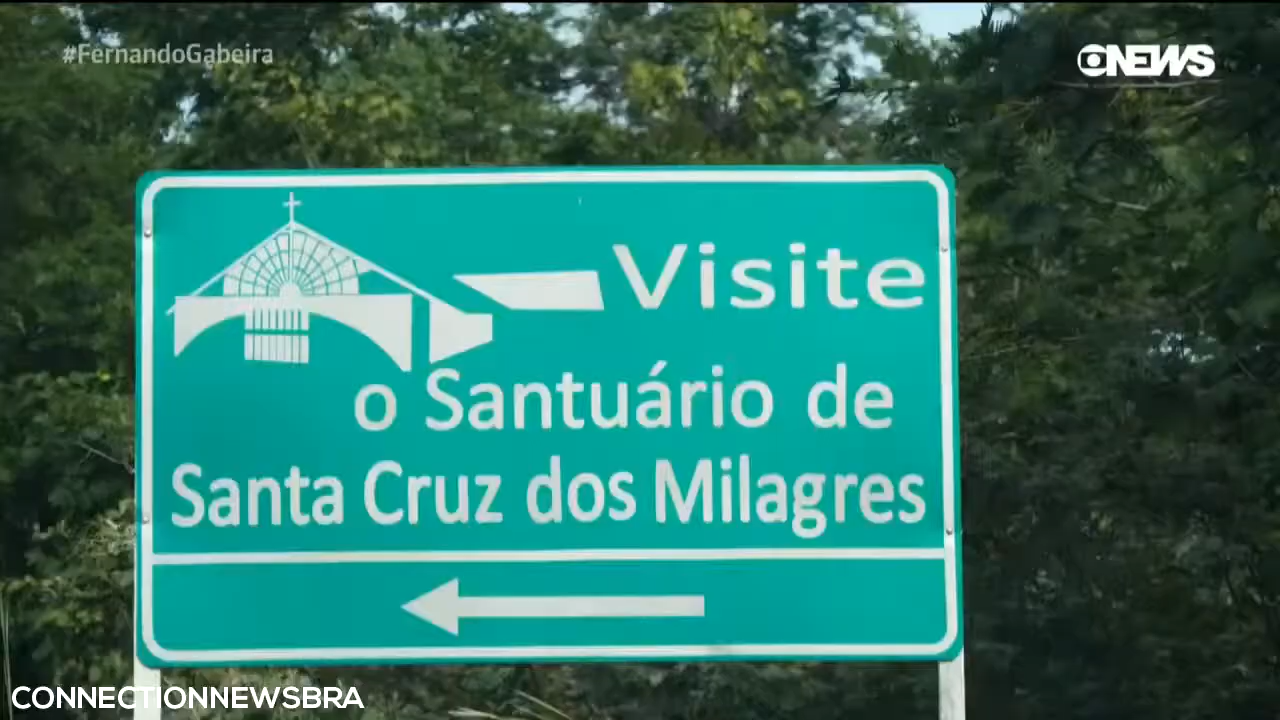 #FernandoGabeira
GNEWS
Visite
o Santuário de
Santa Cruz dos Milagres
CONNECTIONNEWSBRA